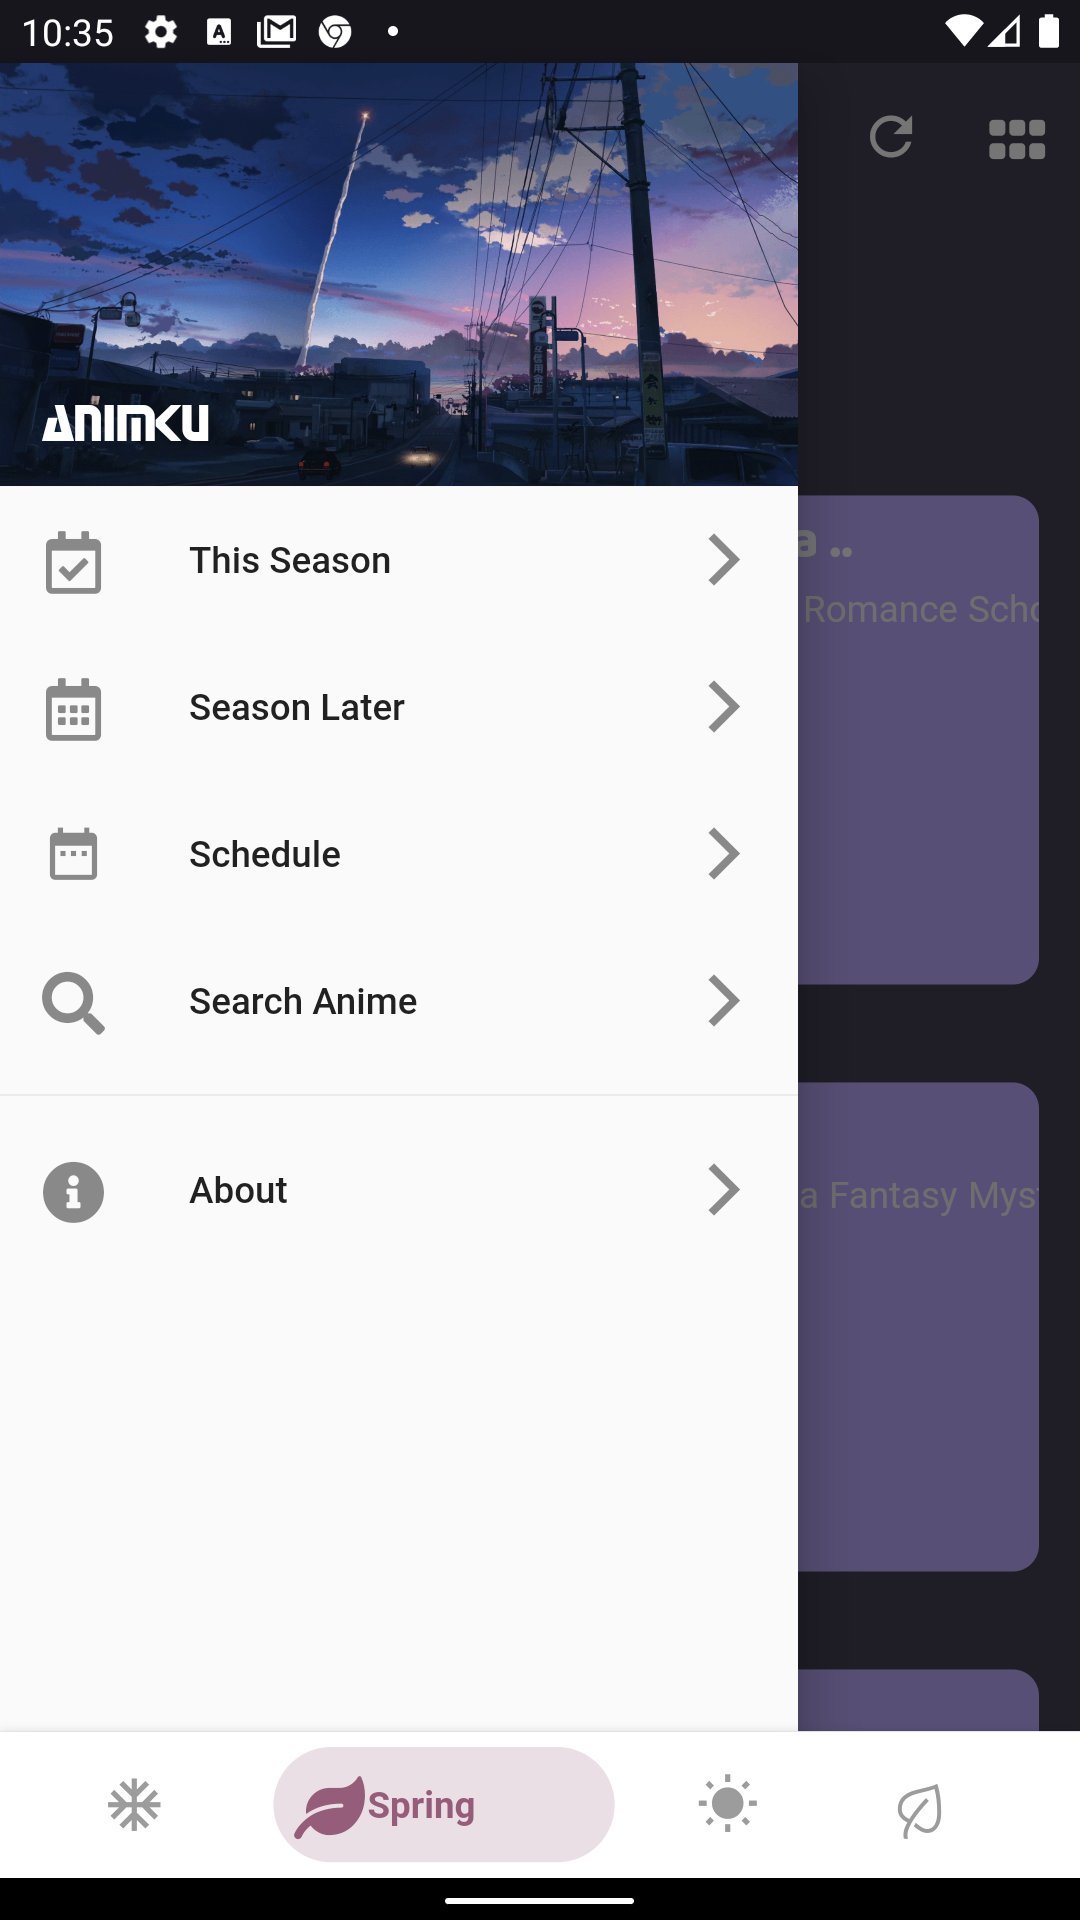 10:35
ANIMKU
This Season
a ..
Romance Scho
Season Later
Schedule
Search Anime
About
a Fantasy Mys
Spring